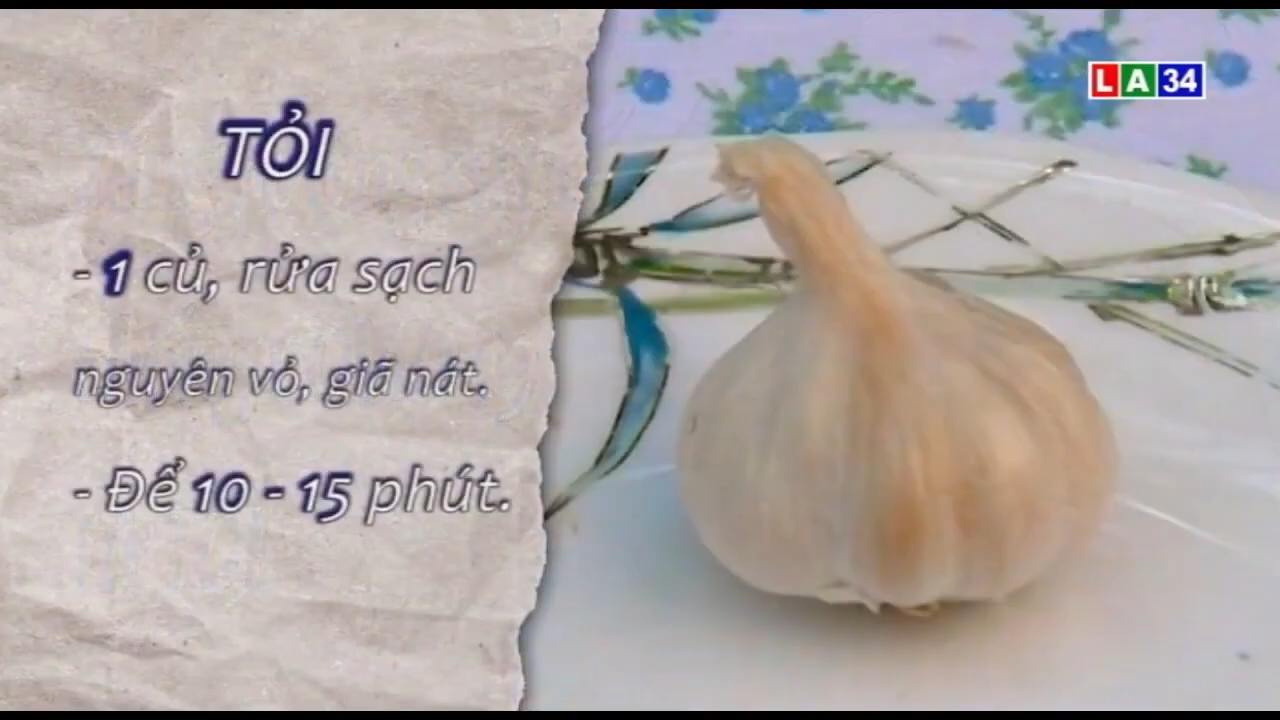 LA34
TỎI
- 1 củ, rửa sạch
nguyên vỏ, giã nát.
- Để 10 - 15 phút.